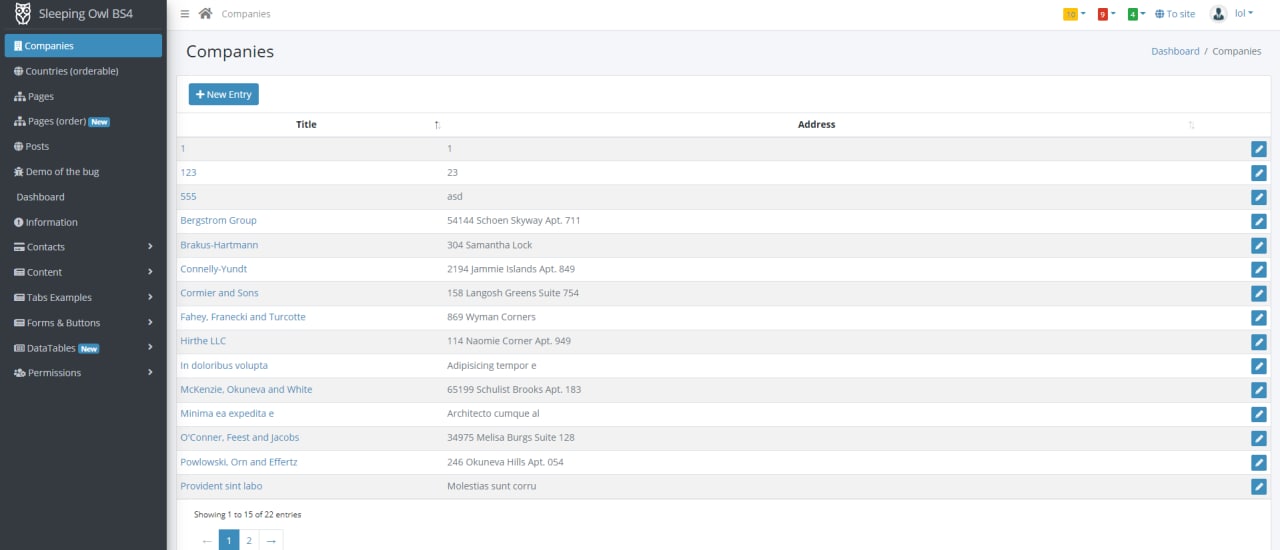 Sleeping Owl BS4
Companies
10
9
4
To site
lol
Companies
Countries (orderable)
Pages
Pages (order) New
Posts
Demo of the bug
Dashboard
Information
Contacts
Content
Tabs Examples
Forms & Buttons
DataTables New
Permissions
Companies
Dashboard / Companies
+ New Entry
Title Address
1 1
123 23
555 asd
Bergstrom Group 54144 Schoen Skyway Apt. 711
Brakus-Hartmann 304 Samantha Lock
Connelly-Yundt 2194 Jammie Islands Apt. 849
Cormier and Sons 158 Langosh Greens Suite 754
Fahey, Franecki and Turcotte 869 Wyman Corners
Hirthe LLC 114 Naomie Corner Apt. 949
In doloribus volupta Adipisicing tempor e
McKenzie, Okuneva and White 65199 Schulist Brooks Apt. 183
Minima ea expedita e Architecto cumque al
O'Conner, Feest and Jacobs 34975 Melisa Burgs Suite 128
Powlowski, Orn and Effertz 246 Okuneva Hills Apt. 054
Provident sint labo Molestias sunt corru
Showing 1 to 15 of 22 entries
← 1 2 →